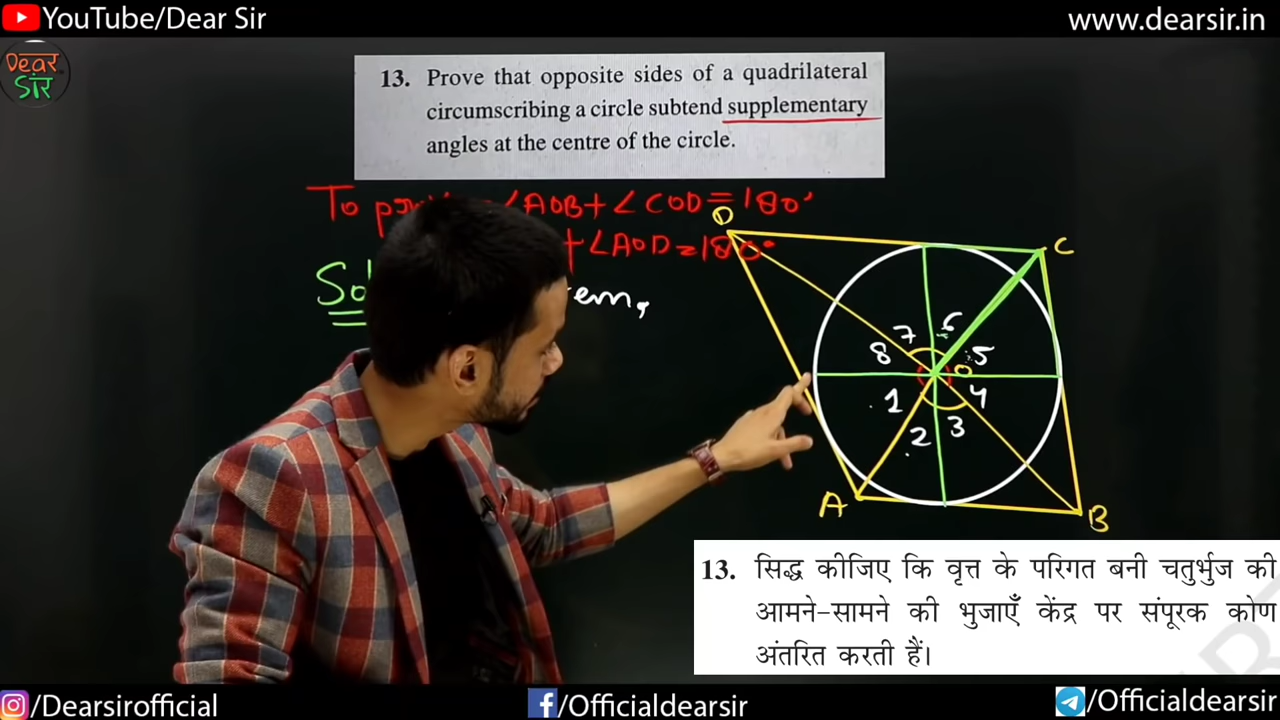 YouTube/Dear Sir
www.dearsir.in
Dear
सर
13. Prove that opposite sides of a quadrilateral
circumscribing a circle subtend supplementary
angles at the centre of the circle.
To ∠AOB+∠COD=180°
+∠AOD=180°
D
C
7 6
8 5
O
1 4
2 3
A
B
13. सिद्ध कीजिए कि वृत्त के परिगत बनी चतुर्भुज की
आमने-सामने की भुजाएँ केंद्र पर संपूरक कोण
अंतरित करती हैं।
/Dearsirofficial
/Officialdearsir
/Officialdearsir